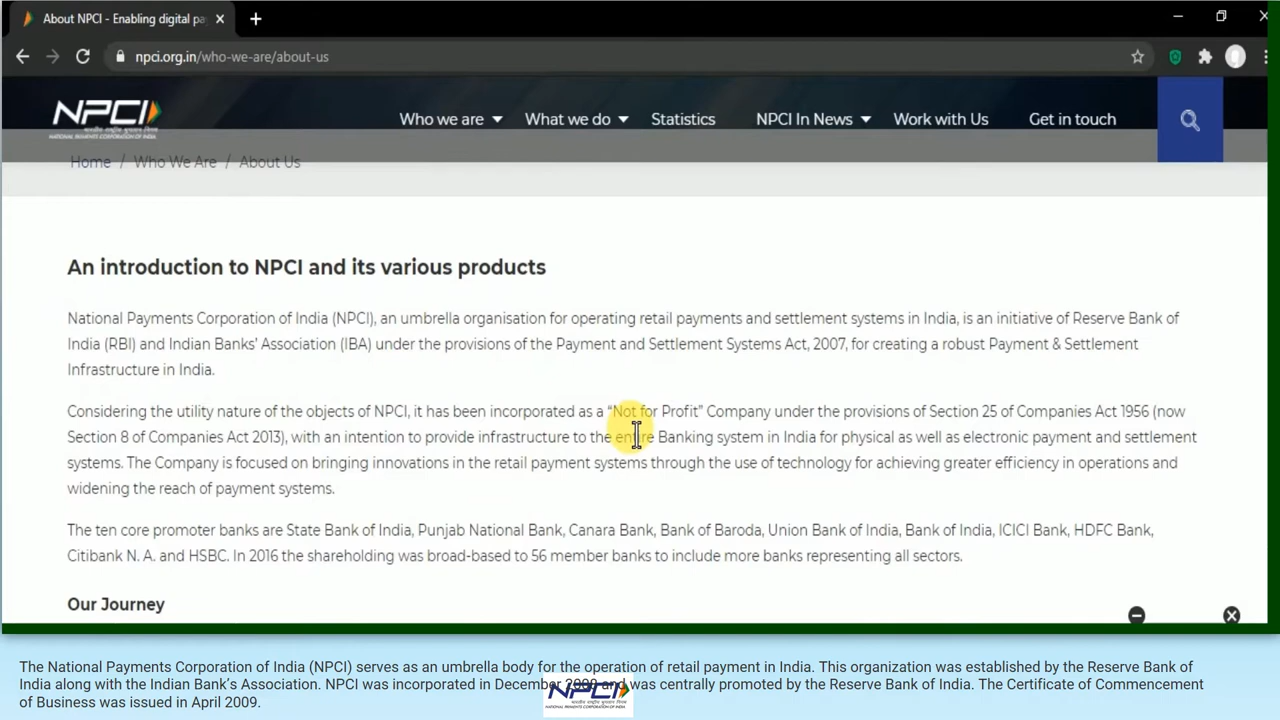 About NPCI - Enabling digital pa
npci.org.in/who-we-are/about-us
NPCI
भारतीय राष्ट्रीय भुगतान निगम
NATIONAL PAYMENTS CORPORATION OF INDIA
Who we are What we do Statistics NPCI In News Work with Us Get in touch
Home / Who We Are / About Us
An introduction to NPCI and its various products
National Payments Corporation of India (NPCI), an umbrella organisation for operating retail payments and settlement systems in India, is an initiative of Reserve Bank of
India (RBI) and Indian Banks' Association (IBA) under the provisions of the Payment and Settlement Systems Act, 2007, for creating a robust Payment & Settlement
Infrastructure in India.
Considering the utility nature of the objects of NPCI, it has been incorporated as a “Not for Profit” Company under the provisions of Section 25 of Companies Act 1956 (now
Section 8 of Companies Act 2013), with an intention to provide infrastructure to the entire Banking system in India for physical as well as electronic payment and settlement
systems. The Company is focused on bringing innovations in the retail payment systems through the use of technology for achieving greater efficiency in operations and
widening the reach of payment systems.
The ten core promoter banks are State Bank of India, Punjab National Bank, Canara Bank, Bank of Baroda, Union Bank of India, Bank of India, ICICI Bank, HDFC Bank,
Citibank N. A. and HSBC. In 2016 the shareholding was broad-based to 56 member banks to include more banks representing all sectors.
Our Journey
The National Payments Corporation of India (NPCI) serves as an umbrella body for the operation of retail payment in India. This organization was established by the Reserve Bank of
India along with the Indian Bank’s Association. NPCI was incorporated in December and was centrally promoted by the Reserve Bank of India. The Certificate of Commencement
of Business was issued in April 2009.
NPCI
NATIONAL PAYMENTS CORPORATION OF INDIA